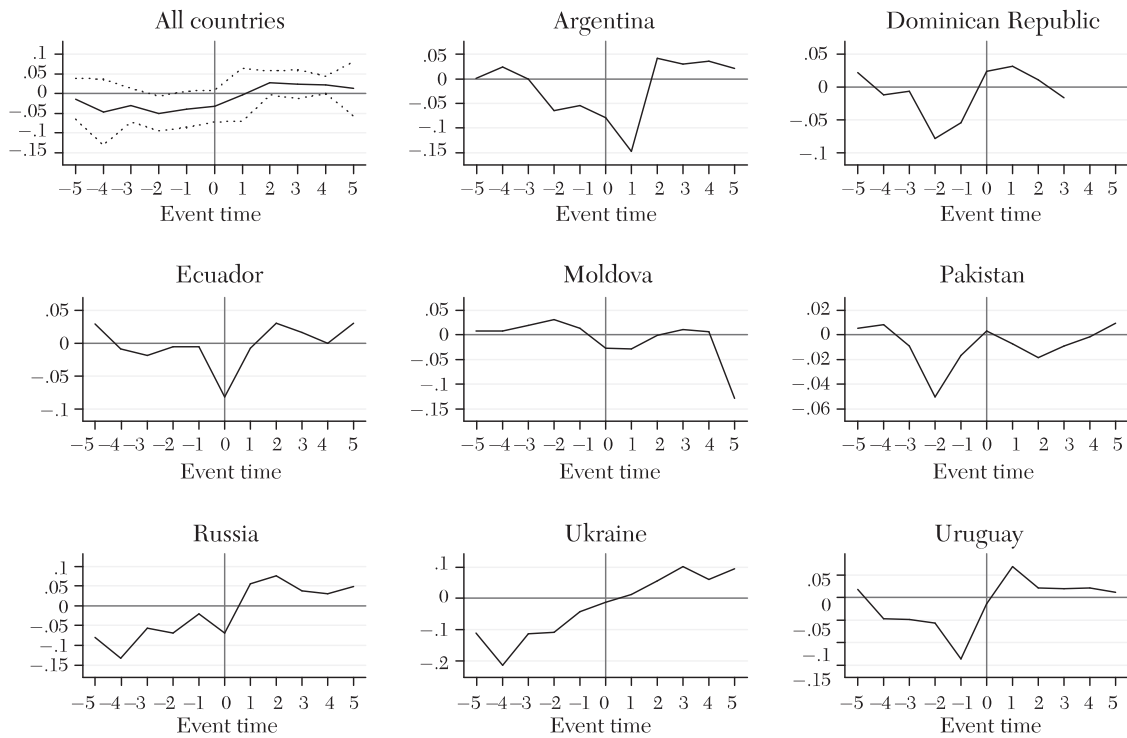 All countries
.1
.05
0
−.05
−.1
−.15
−5 −4 −3 −2 −1 0 1 2 3 4 5
Event time
Argentina
.05
0
−.05
−.1
−.15
−5 −4 −3 −2 −1 0 1 2 3 4 5
Event time
Dominican Republic
.05
0
−.05
−.1
−5 −4 −3 −2 −1 0 1 2 3 4 5
Event time
Ecuador
.05
0
−.05
−.1
−5 −4 −3 −2 −1 0 1 2 3 4 5
Event time
Moldova
.05
0
−.05
−.1
−.15
−5 −4 −3 −2 −1 0 1 2 3 4 5
Event time
Pakistan
.02
0
−.02
−.04
−.06
−5 −4 −3 −2 −1 0 1 2 3 4 5
Event time
Russia
.1
.05
0
−.05
−.1
−.15
−5 −4 −3 −2 −1 0 1 2 3 4 5
Event time
Ukraine
.1
0
−.1
−.2
−5 −4 −3 −2 −1 0 1 2 3 4 5
Event time
Uruguay
.05
0
−.05
−.1
−.15
−5 −4 −3 −2 −1 0 1 2 3 4 5
Event time